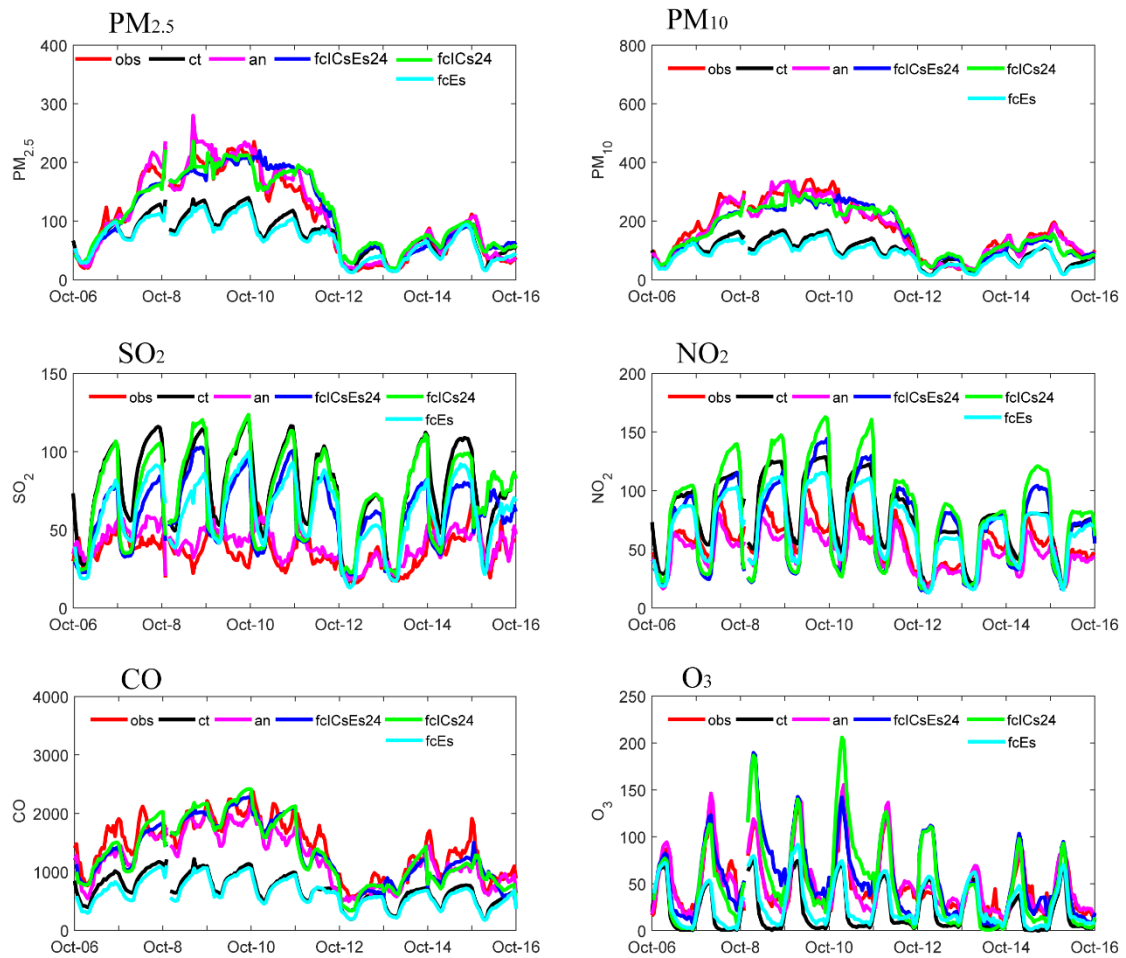 PM2.5 PM10
400 800
obs ct an fcICsEs24 fcICs24 obs ct an fcICsEs24 fcICs24
fcEs fcEs
300 600
PM2.5 200 PM10 400
100 200
0 0
Oct-06 Oct-8 Oct-10 Oct-12 Oct-14 Oct-16 Oct-06 Oct-8 Oct-10 Oct-12 Oct-14 Oct-16
SO2 NO2
150 200
obs ct an fcICsEs24 fcICs24 obs ct an fcICsEs24 fcICs24
fcEs fcEs
100 150
SO2 NO2 100
50 50
0 0
Oct-06 Oct-8 Oct-10 Oct-12 Oct-14 Oct-16 Oct-06 Oct-8 Oct-10 Oct-12 Oct-14 Oct-16
CO O3
4000 250
obs ct an fcICsEs24 fcICs24 obs ct an fcICsEs24 fcICs24
fcEs fcEs
3000 200
150
CO 2000 O3
100
1000 50
0 0
Oct-06 Oct-8 Oct-10 Oct-12 Oct-14 Oct-16 Oct-06 Oct-8 Oct-10 Oct-12 Oct-14 Oct-16